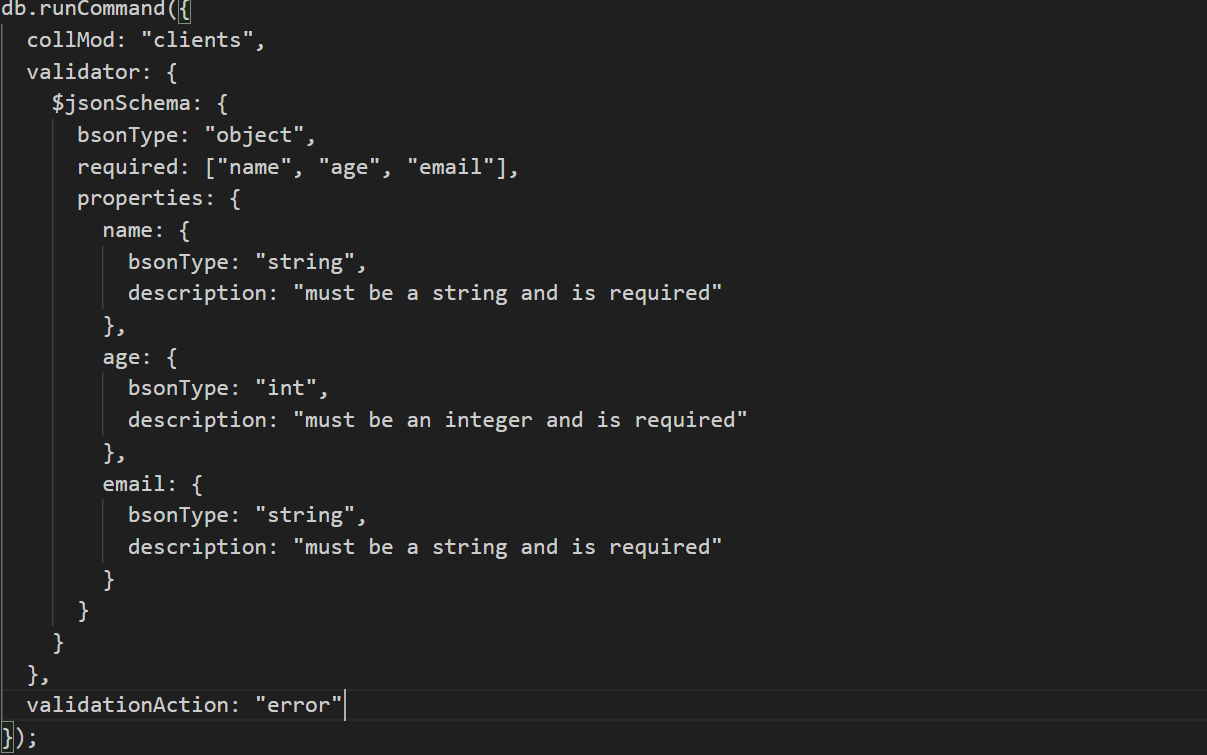 db.runCommand({
  collMod: "clients",
  validator: {
    $jsonSchema: {
      bsonType: "object",
      required: ["name", "age", "email"],
      properties: {
        name: {
          bsonType: "string",
          description: "must be a string and is required"
        },
        age: {
          bsonType: "int",
          description: "must be an integer and is required"
        },
        email: {
          bsonType: "string",
          description: "must be a string and is required"
        }
      }
    }
  },
  validationAction: "error"
});